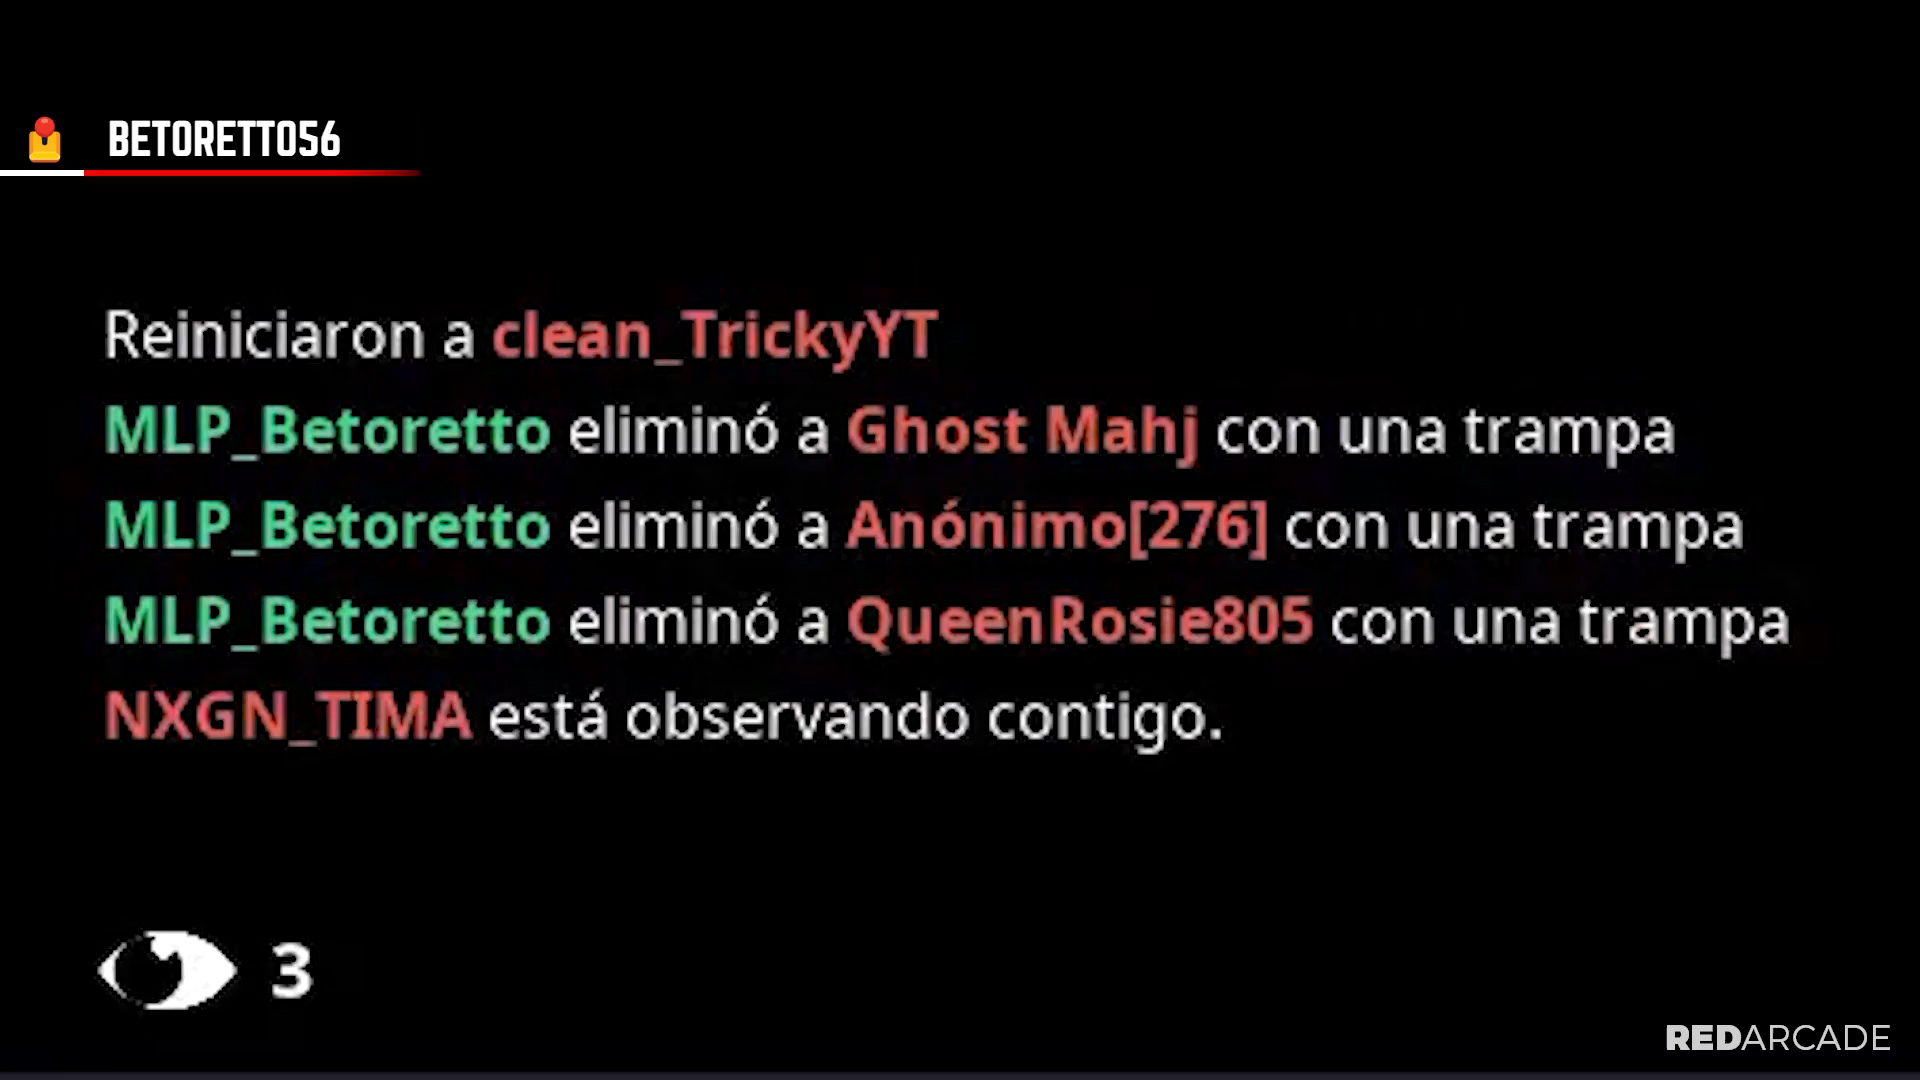 BETORETTO56
Reiniciaron a clean_TrickyYT
MLP_Betoretto eliminó a Ghost Mahj con una trampa
MLP_Betoretto eliminó a Anónimo[276] con una trampa
MLP_Betoretto eliminó a QueenRosie805 con una trampa
NXGN_TIMA está observando contigo.
3
REDARCADE